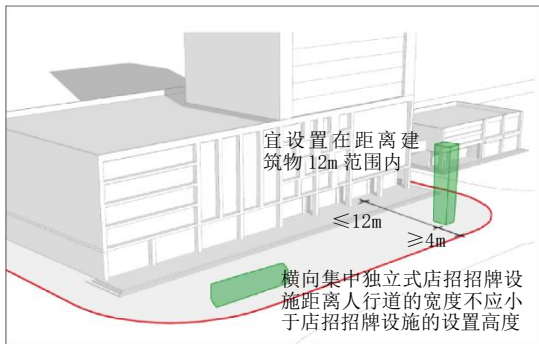 宜设置在距离建
筑物 12m 范围内
≤12m
≥4m
横向集中独立式店招招牌设
施距离人行道的宽度不应小
于店招招牌设施的设置高度